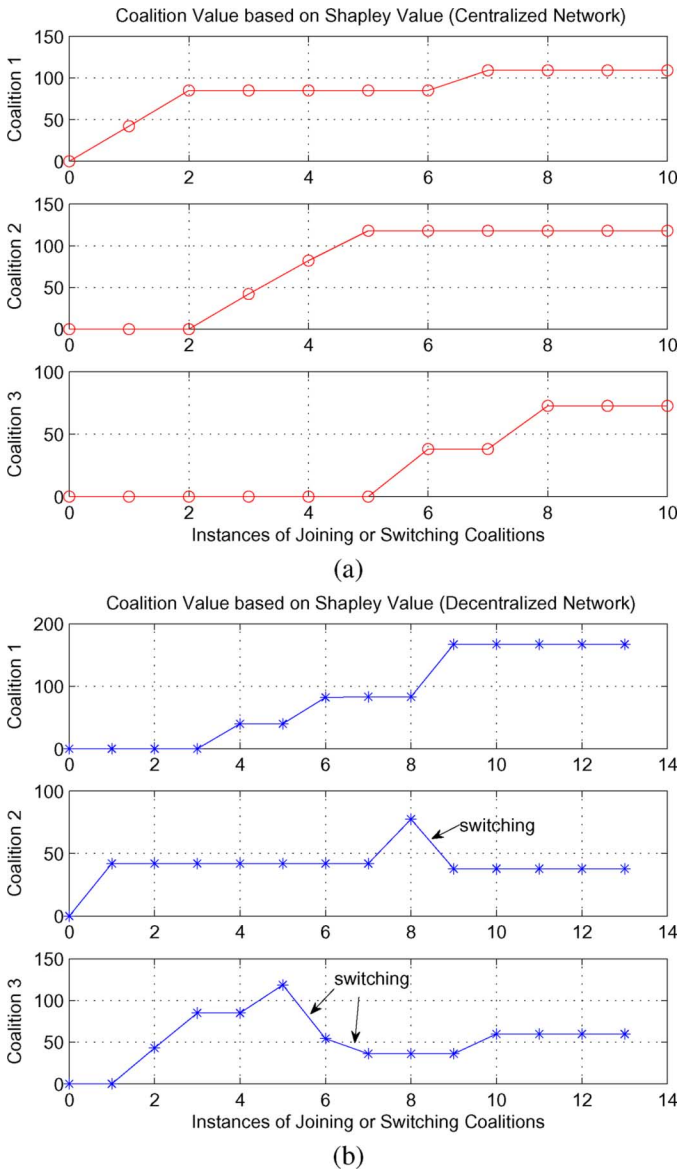 Coalition Value based on Shapley Value (Centralized Network)
Coalition 1
150
100
50
0
0 2 4 6 8 10
Coalition 2
150
100
50
0
0 2 4 6 8 10
Coalition 3
100
50
0
0 2 4 6 8 10
Instances of Joining or Switching Coalitions
(a)
Coalition Value based on Shapley Value (Decentralized Network)
Coalition 1
200
100
0
0 2 4 6 8 10 12 14
Coalition 2
100
50
0
switching
0 2 4 6 8 10 12 14
Coalition 3
150
100
50
0
switching
0 2 4 6 8 10 12 14
Instances of Joining or Switching Coalitions
(b)